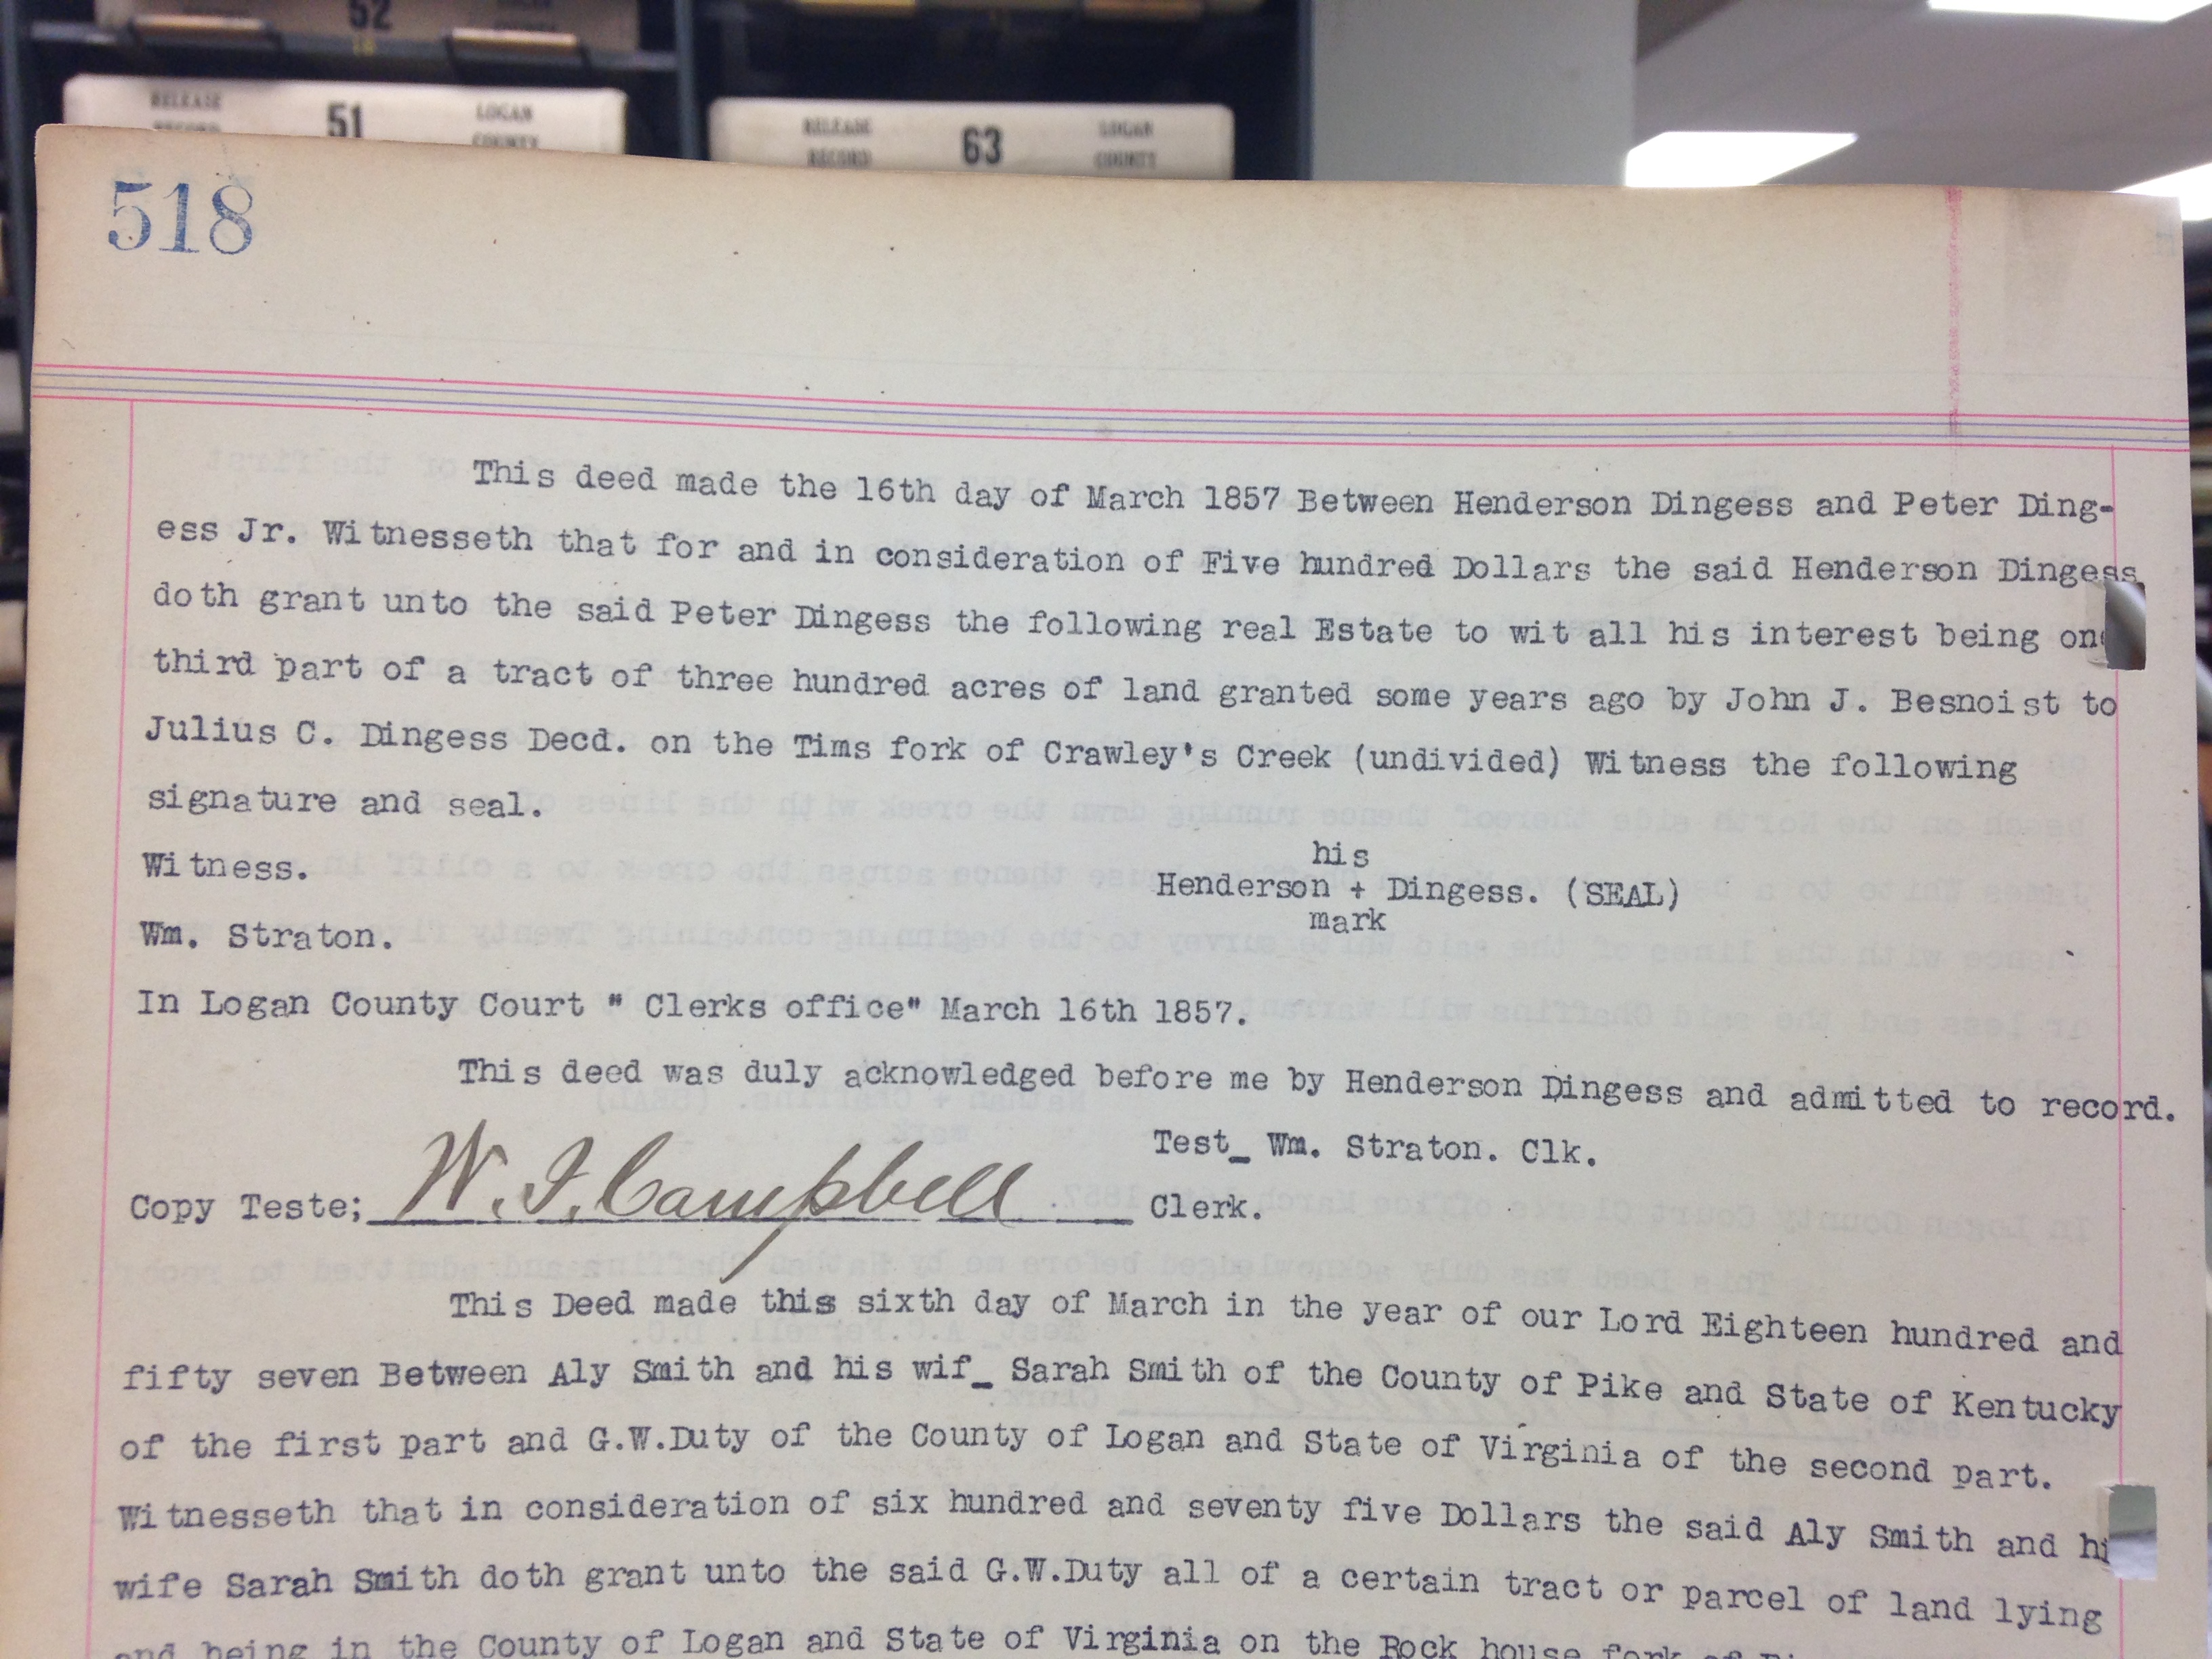 52
RELEASE RECORD 51 LOGAN COUNTY
RELEASE RECORD 63 LOGAN COUNTY
518
This deed made the 16th day of March 1857 Between Henderson Dingess and Peter Ding-
ess Jr. Witnesseth that for and in consideration of Five hundred Dollars the said Henderson Dingess
doth grant unto the said Peter Dingess the following real Estate to wit all his interest being one
third part of a tract of three hundred acres of land granted some years ago by John J. Besnoist to
Julius C. Dingess Decd. on the Tims fork of Crawley's Creek (undivided) Witness the following
signature and seal.
Witness.
his
Henderson + Dingess. (SEAL)
mark
Wm. Straton.
In Logan County Court " Clerks office" March 16th 1857.
This deed was duly acknowledged before me by Henderson Dingess and admitted to record.
Test_ Wm. Straton. Clk.
Copy Teste; W. I. Campbell Clerk.
This Deed made this sixth day of March in the year of our Lord Eighteen hundred and
fifty seven Between Aly Smith and his wif_ Sarah Smith of the County of Pike and State of Kentucky
of the first part and G.W.Duty of the County of Logan and State of Virginia of the second part.
Witnesseth that in consideration of six hundred and seventy five Dollars the said Aly Smith and
wife Sarah Smith doth grant unto the said G.W.Duty all of a certain tract or parcel of land lying
and being in the County of Logan and State of Virginia on the Rock house fork of